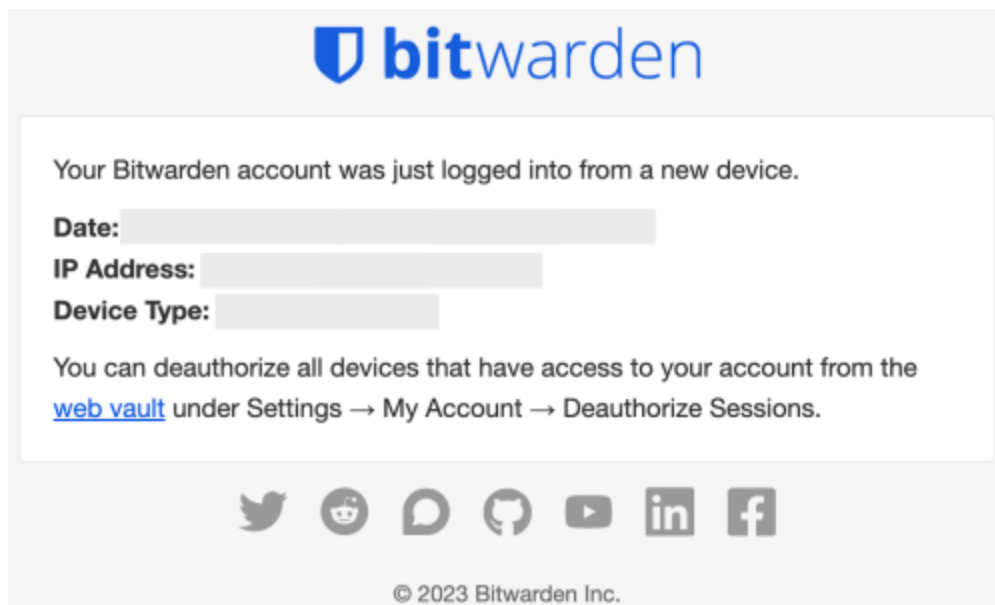 bitwarden
Your Bitwarden account was just logged into from a new device.
Date:
IP Address:
Device Type:
You can deauthorize all devices that have access to your account from the
web vault under Settings → My Account → Deauthorize Sessions.
in
© 2023 Bitwarden Inc.